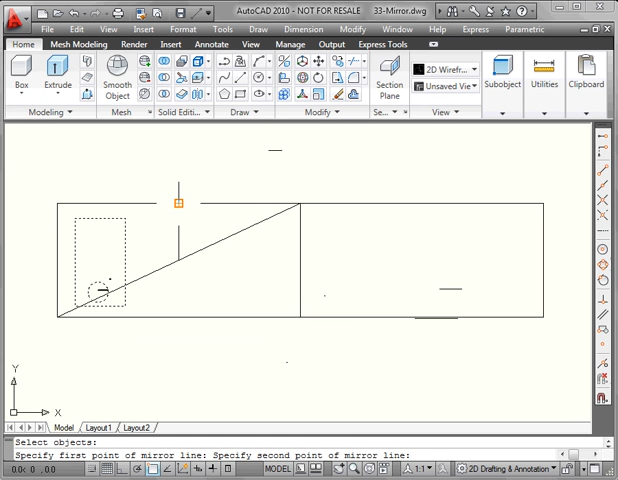 AutoCAD 2010 - NOT FOR RESALE 33-Mirror.dwg
File Edit View Insert Format Tools Draw Dimension Modify Window Help Express Parametric
Home Mesh Modeling Render Insert Annotate View Manage Output Express Tools
Box Extrude Smooth Object Section Plane 2D Wirefr... Unsaved Vie Subobject Utilities Clipboard
Modeling Mesh Solid Editi... Draw Modify Se... View
Y
X
Model Layout1 Layout2
Select objects:
Specify first point of mirror line: Specify second point of mirror line:
MODEL 1:1 2D Drafting & Annotation